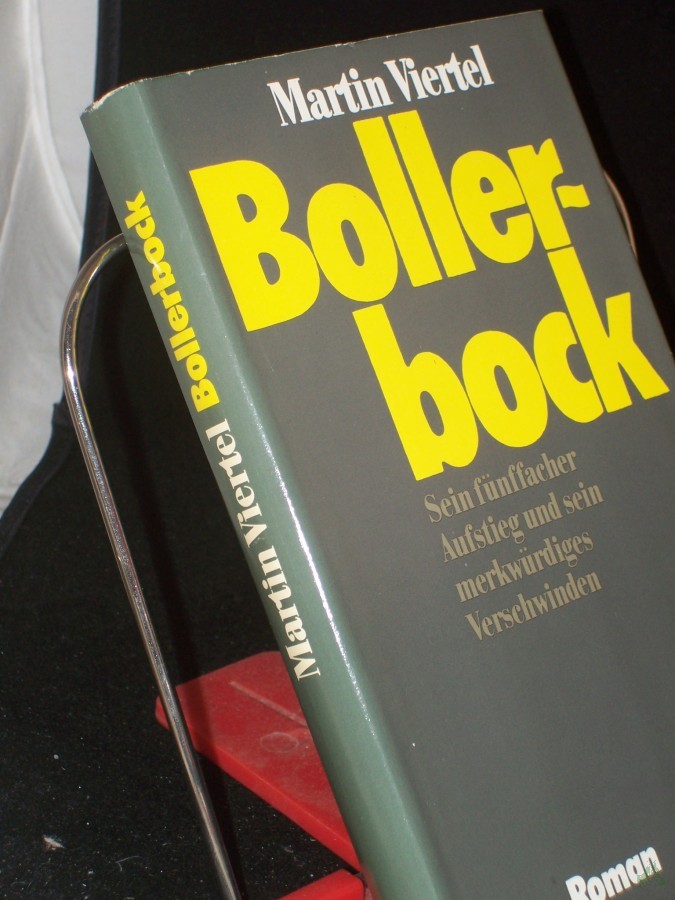 Martin Viertel
Boller-
bock
Sein fünffacher
Aufstieg und sein
merkwürdiges
Verschwinden
Roman
Martin Viertel Bollerbock